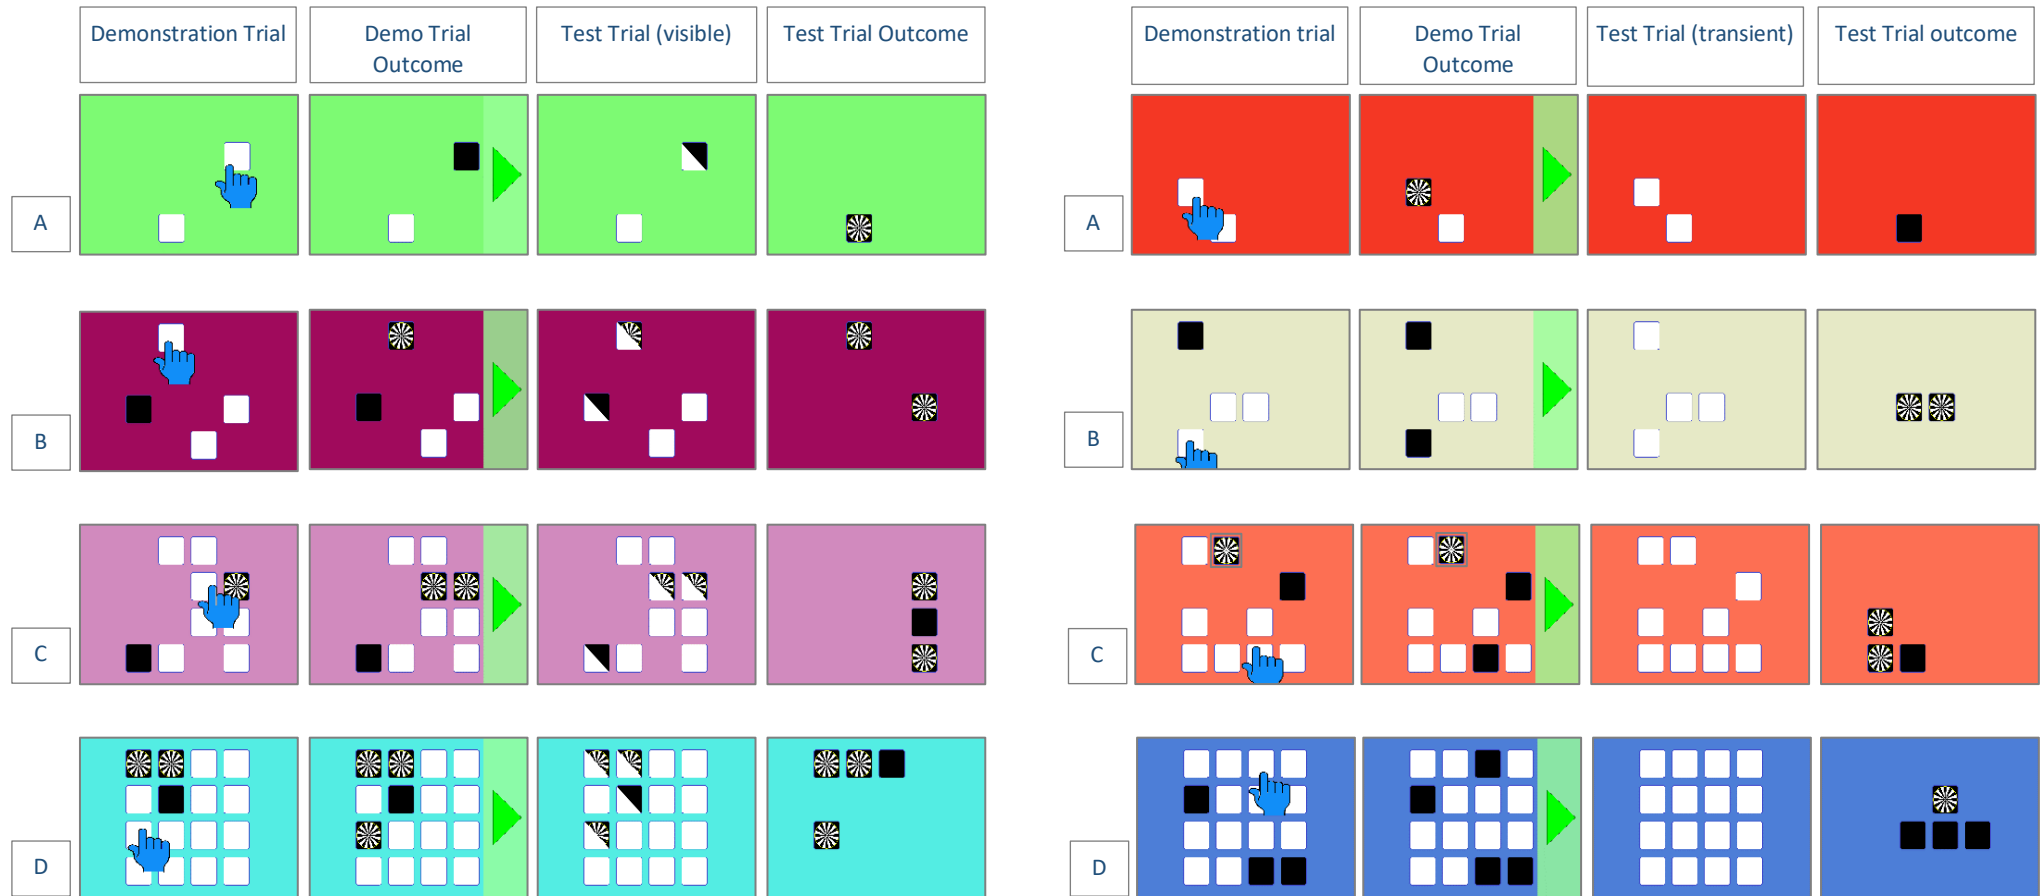 Demonstration Trial
Demo Trial
Outcome
Test Trial (visible)
Test Trial Outcome
A
B
C
D
Demonstration trial
Demo Trial
Outcome
Test Trial (transient)
Test Trial outcome
A
B
C
D